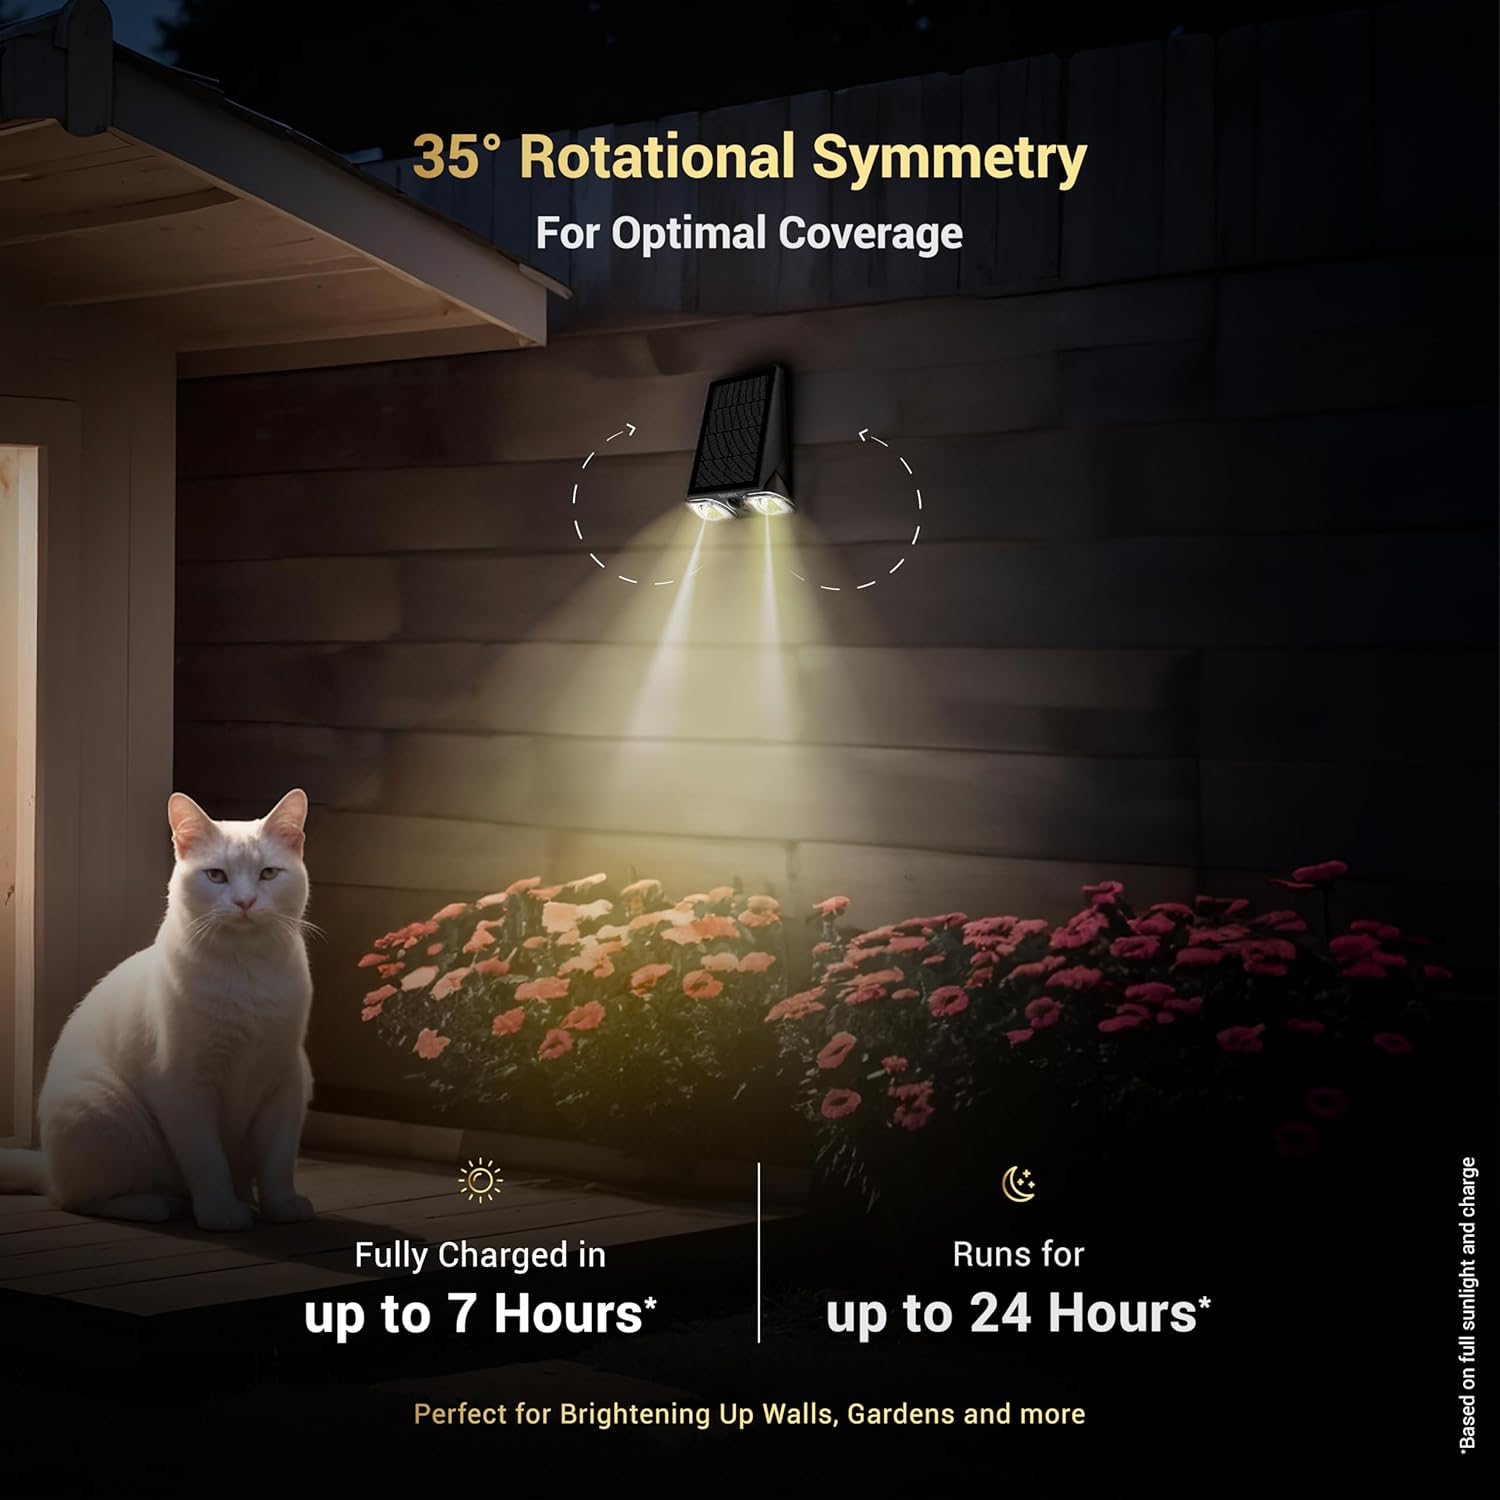 35° Rotational Symmetry
For Optimal Coverage
Fully Charged in
up to 7 Hours*
Runs for
up to 24 Hours*
Perfect for Brightening Up Walls, Gardens and more
*Based on full sunlight and charge